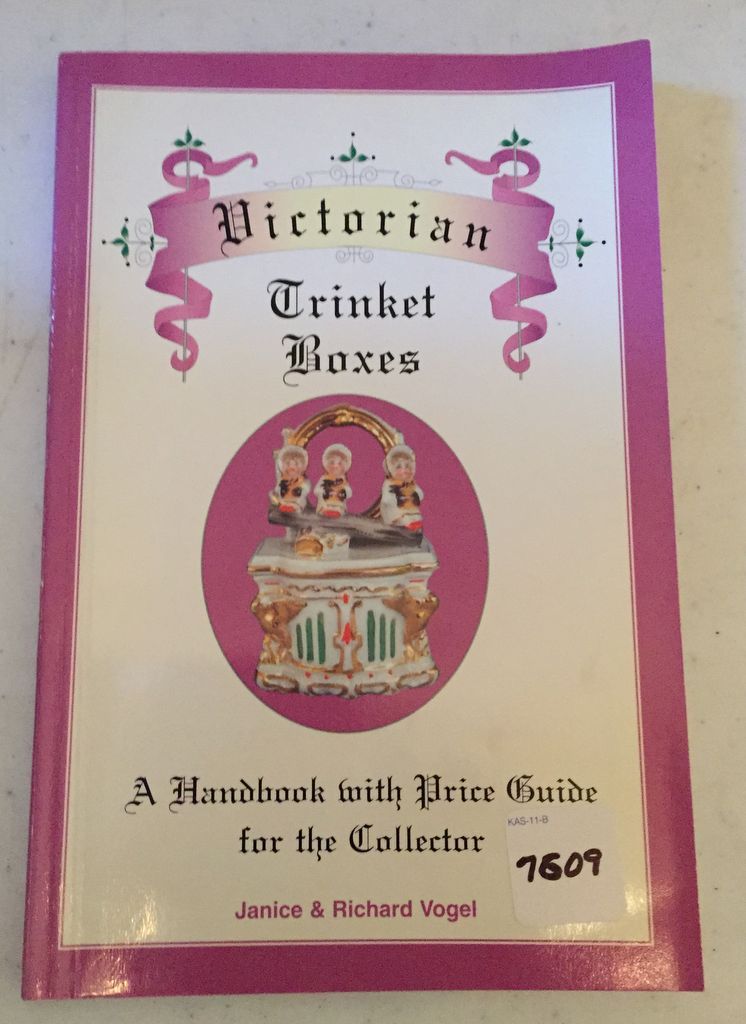 Victorian
Trinket
Boxes
A Handbook with Price Guide
for the Collector
KAS-11-B
7609
Janice & Richard Vogel